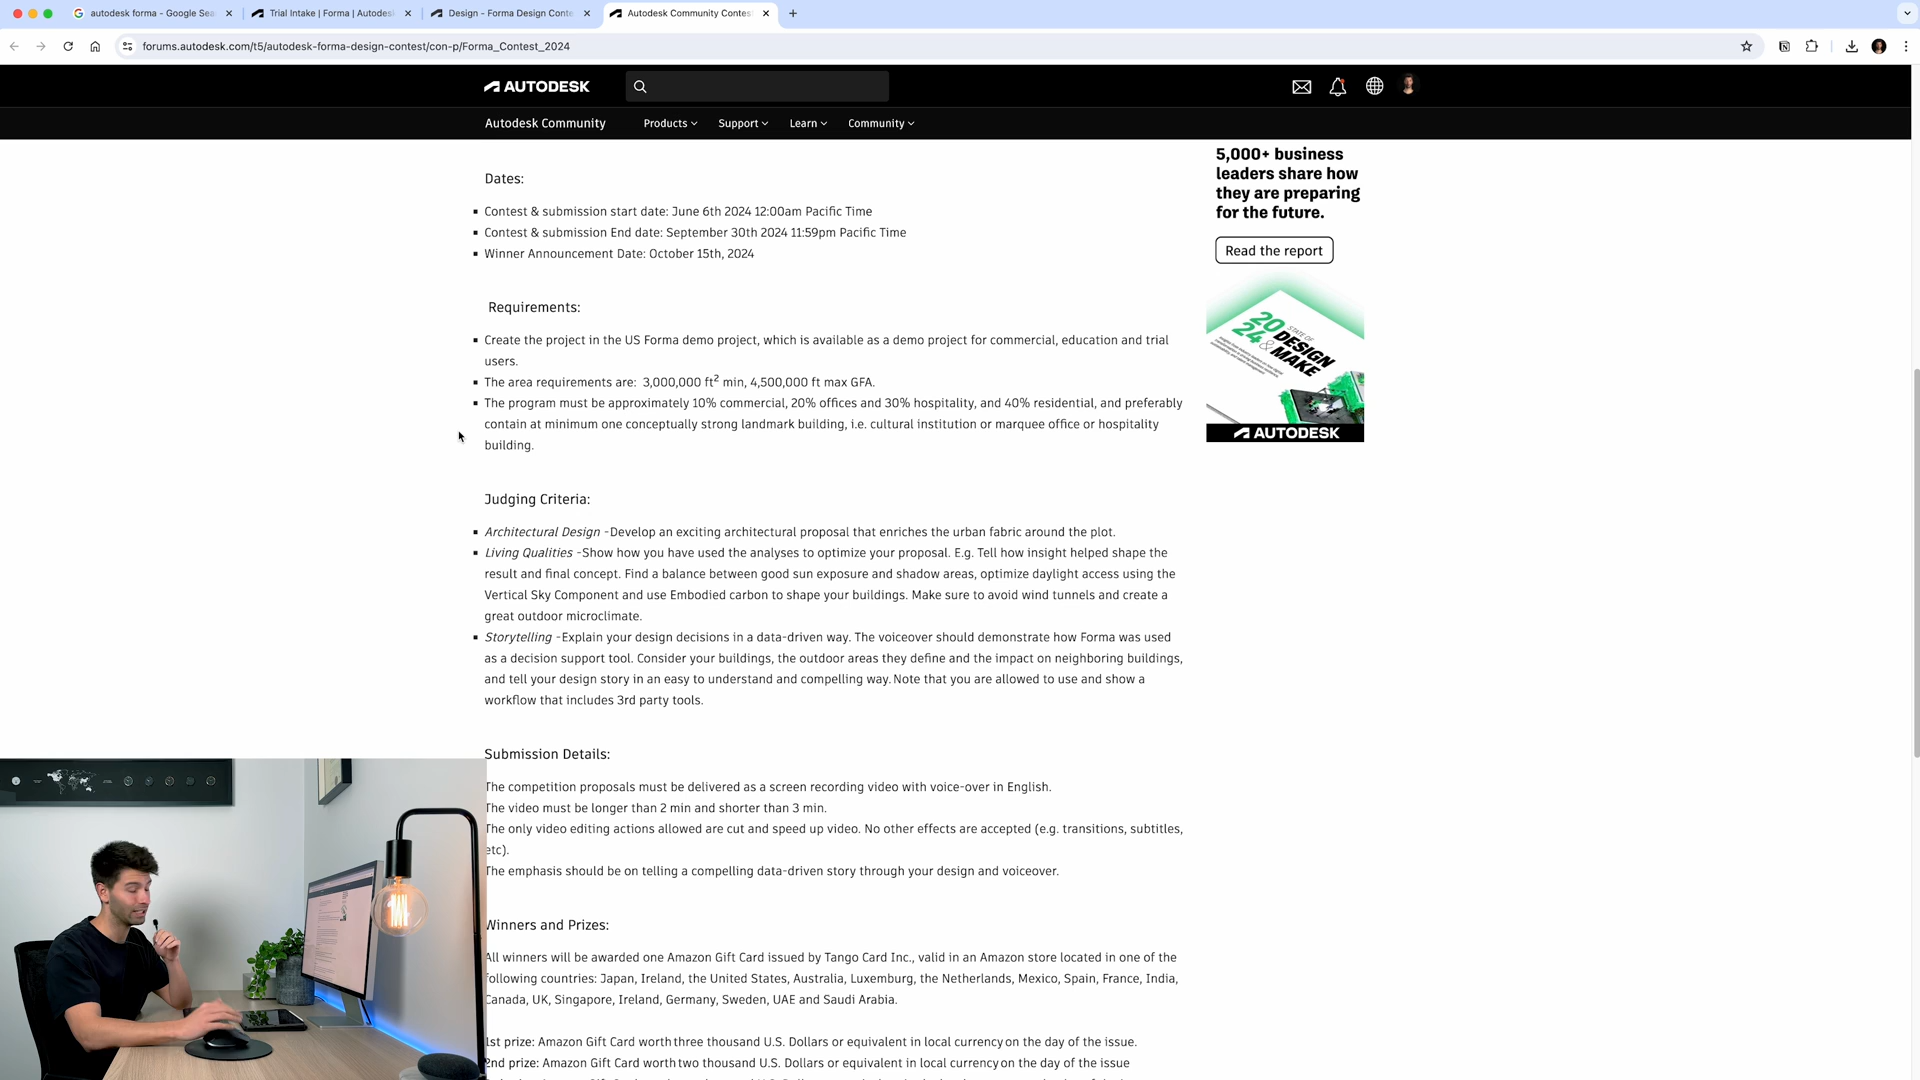 autodesk forma - Google Sea
Trial Intake | Forma | Autodes
Design - Forma Design Conte
Autodesk Community Contes
forums.autodesk.com/t5/autodesk-forma-design-contest/con-p/Forma_Contest_2024
AUTODESK
Autodesk Community
Products
Support
Learn
Community
Dates:
Contest & submission start date: June 6th 2024 12:00am Pacific Time
Contest & submission End date: September 30th 2024 11:59pm Pacific Time
Winner Announcement Date: October 15th, 2024
Requirements:
Create the project in the US Forma demo project, which is available as a demo project for commercial, education and trial
users.
The area requirements are: 3,000,000 ft2 min, 4,500,000 ft max GFA.
The program must be approximately 10% commercial, 20% offices and 30% hospitality, and 40% residential, and preferably
contain at minimum one conceptually strong landmark building, i.e. cultural institution or marquee office or hospitality
building.
Judging Criteria:
Architectural Design -Develop an exciting architectural proposal that enriches the urban fabric around the plot.
Living Qualities -Show how you have used the analyses to optimize your proposal. E.g. Tell how insight helped shape the
result and final concept. Find a balance between good sun exposure and shadow areas, optimize daylight access using the
Vertical Sky Component and use Embodied carbon to shape your buildings. Make sure to avoid wind tunnels and create a
great outdoor microclimate.
Storytelling -Explain your design decisions in a data-driven way. The voiceover should demonstrate how Forma was used
as a decision support tool. Consider your buildings, the outdoor areas they define and the impact on neighboring buildings,
and tell your design story in an easy to understand and compelling way. Note that you are allowed to use and show a
workflow that includes 3rd party tools.
Submission Details:
The competition proposals must be delivered as a screen recording video with voice-over in English.
The video must be longer than 2 min and shorter than 3 min.
The only video editing actions allowed are cut and speed up video. No other effects are accepted (e.g. transitions, subtitles,
etc).
The emphasis should be on telling a compelling data-driven story through your design and voiceover.
Winners and Prizes:
All winners will be awarded one Amazon Gift Card issued by Tango Card Inc., valid in an Amazon store located in one of the
following countries: Japan, Ireland, the United States, Australia, Luxemburg, the Netherlands, Mexico, Spain, France, India,
Canada, UK, Singapore, Ireland, Germany, Sweden, UAE and Saudi Arabia.
1st prize: Amazon Gift Card worth three thousand U.S. Dollars or equivalent in local currency on the day of the issue.
2nd prize: Amazon Gift Card worth two thousand U.S. Dollars or equivalent in local currency on the day of the issue
5,000+ business
leaders share how
they are preparing
for the future.
Read the report
2024
STATE OF
DESIGN
& MAKE
AUTODESK